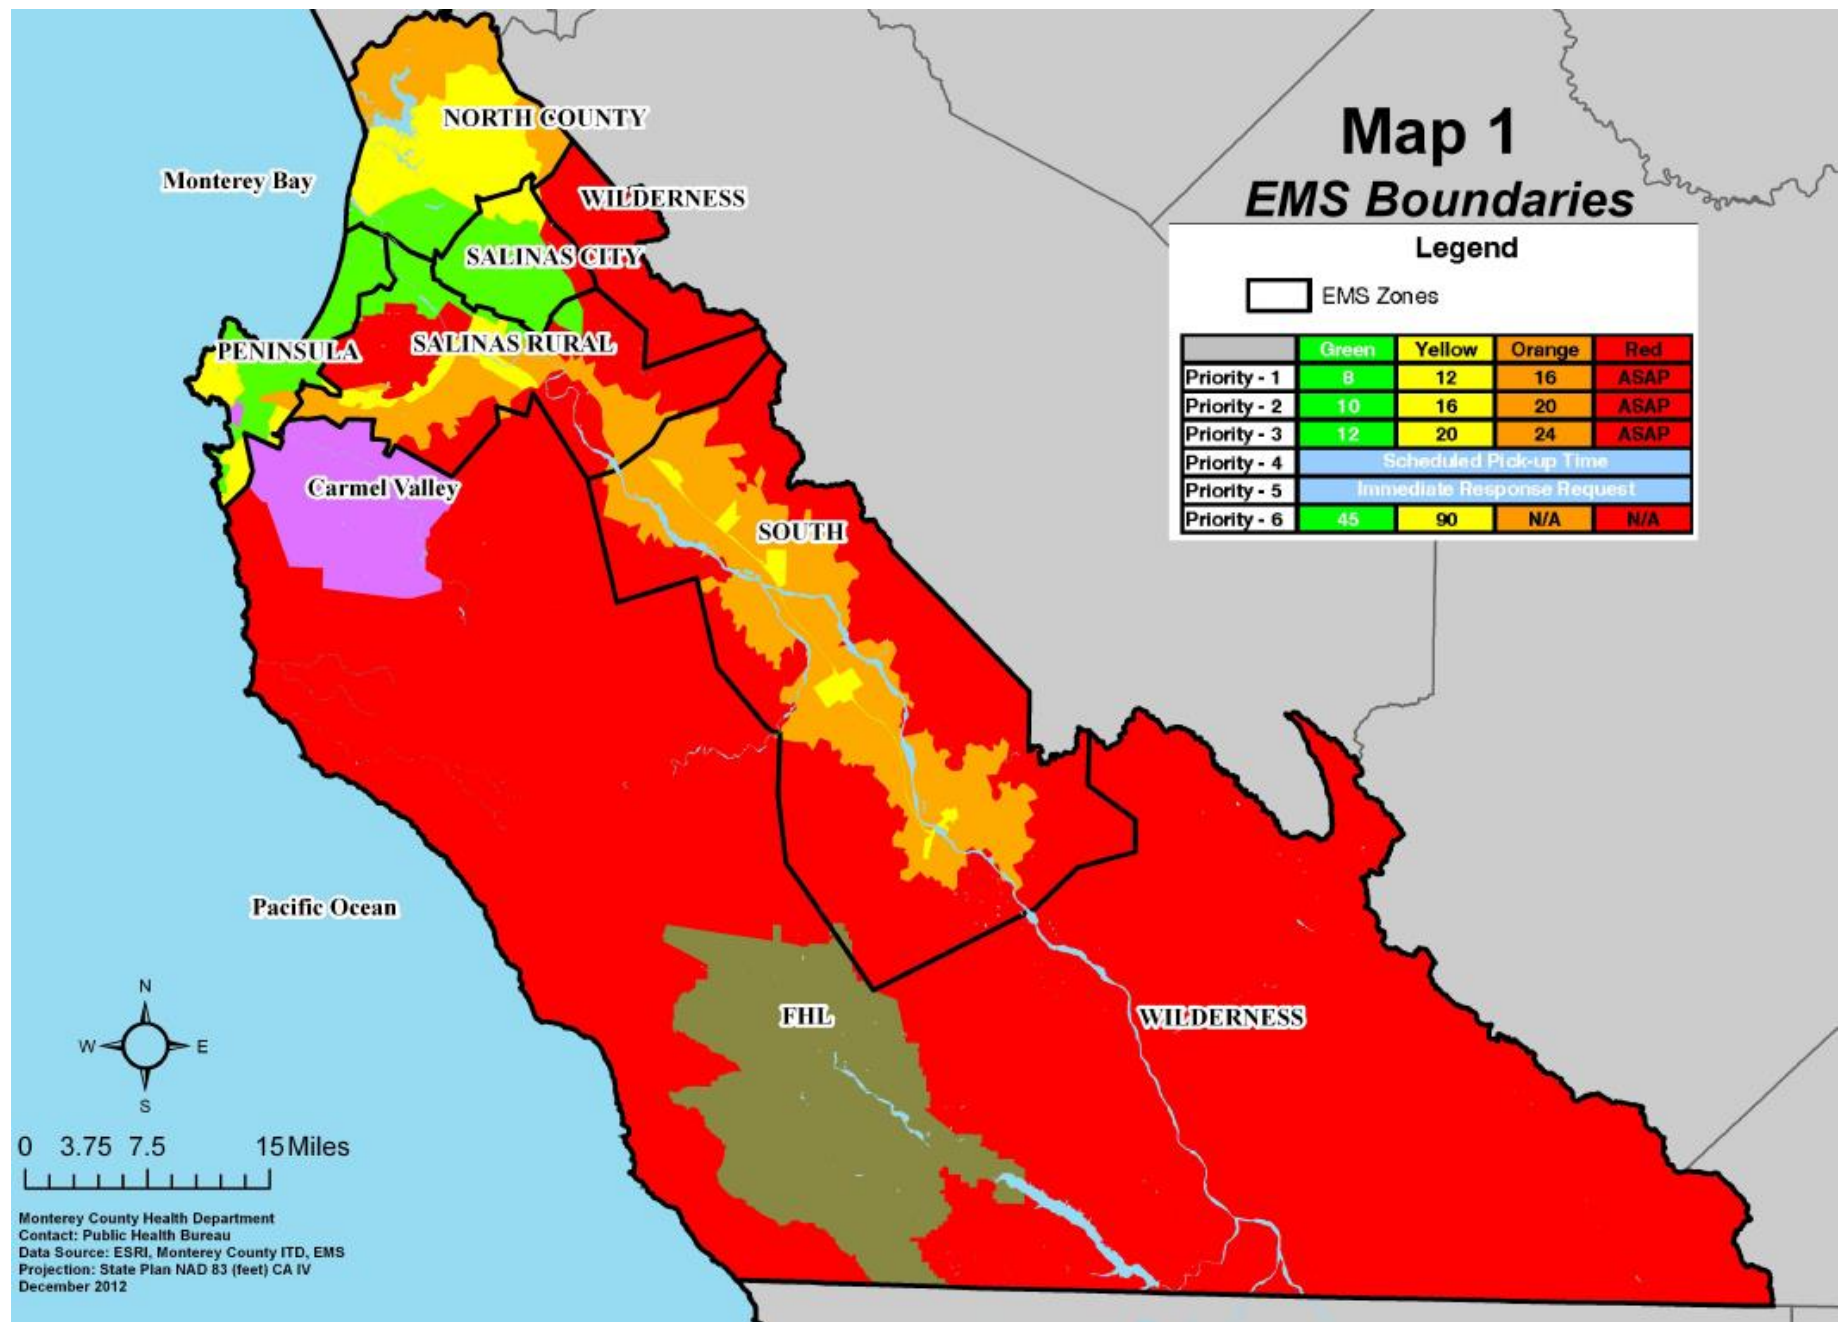 Map 1
EMS Boundaries
Legend
EMS Zones
Green Yellow Orange Red
Priority - 1 8 12 16 ASAP
Priority - 2 10 16 20 ASAP
Priority - 3 12 20 24 ASAP
Priority - 4 Scheduled Pick-up Time
Priority - 5 Immediate Response Request
Priority - 6 45 90 N/A N/A
NORTH COUNTY
Monterey Bay
WILDERNESS
SALINAS CITY
PENINSULA
SALINAS RURAL
Carmel Valley
SOUTH
Pacific Ocean
FHL
WILDERNESS
N
W E
S
0 3.75 7.5 15 Miles
Monterey County Health Department
Contact: Public Health Bureau
Data Source: ESRI, Monterey County ITD, EMS
Projection: State Plan NAD 83 (feet) CA IV
December 2012